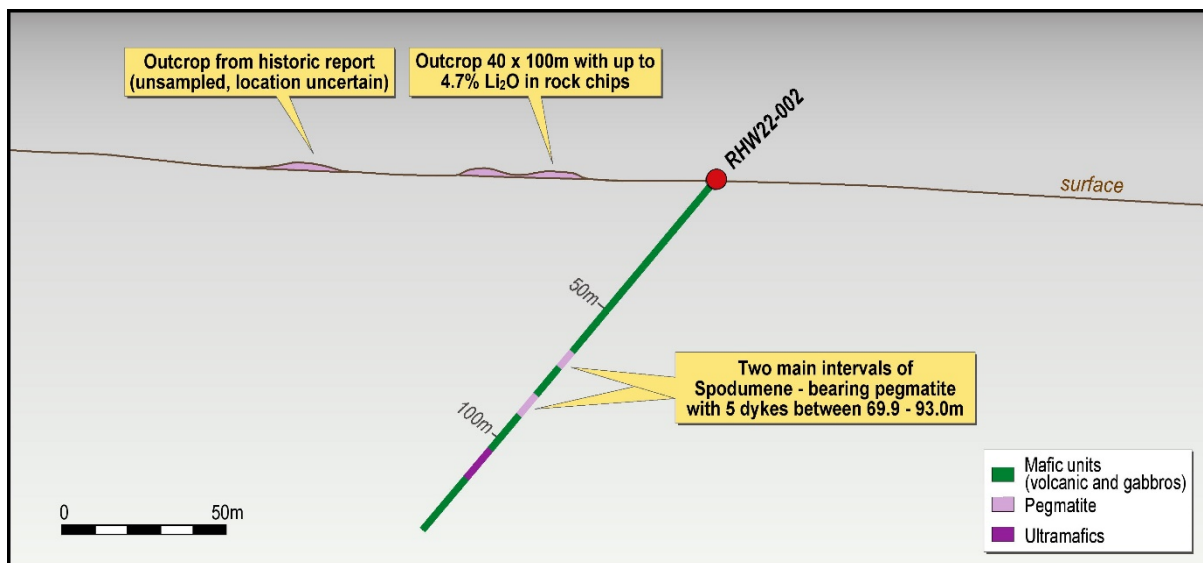 Outcrop from historic report
(unsampled, location uncertain)
Outcrop 40 x 100m with up to
4.7% Li₂O in rock chips
RHW22-002
surface
50m
Two main intervals of
Spodumene - bearing pegmatite
with 5 dykes between 69.9 - 93.0m
100m
Mafic units
(volcanic and gabbros)
Pegmatite
Ultramafics
0 50m